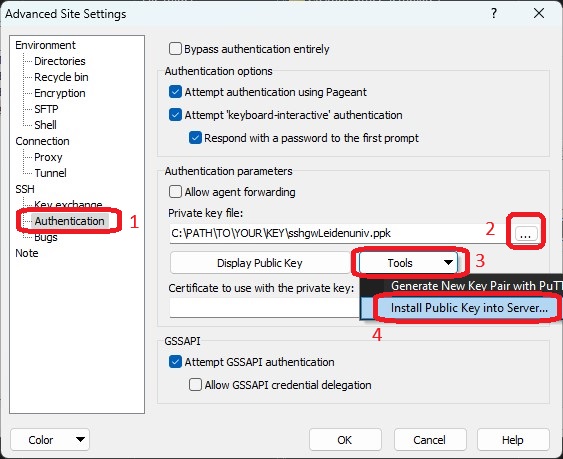 Advanced Site Settings ? ×
Environment
Directories
Recycle bin
Encryption
SFTP
Shell
Connection
Proxy
Tunnel
SSH
Key exchange
Authentication 1
Bugs
Note
Bypass authentication entirely
Authentication options
Attempt authentication using Pageant
Attempt 'keyboard-interactive' authentication
Respond with a password to the first prompt
Authentication parameters
Allow agent forwarding
Private key file:
C:\PATH\TO\YOUR\KEY\sshgwLeidenuniv.ppk ... 2
Display Public Key Tools 3
Generate New Key Pair with PuTT
Certificate to use with the private key:
Install Public Key into Server...
4
GSSAPI
Attempt GSSAPI authentication
Allow GSSAPI credential delegation
Color OK Cancel Help